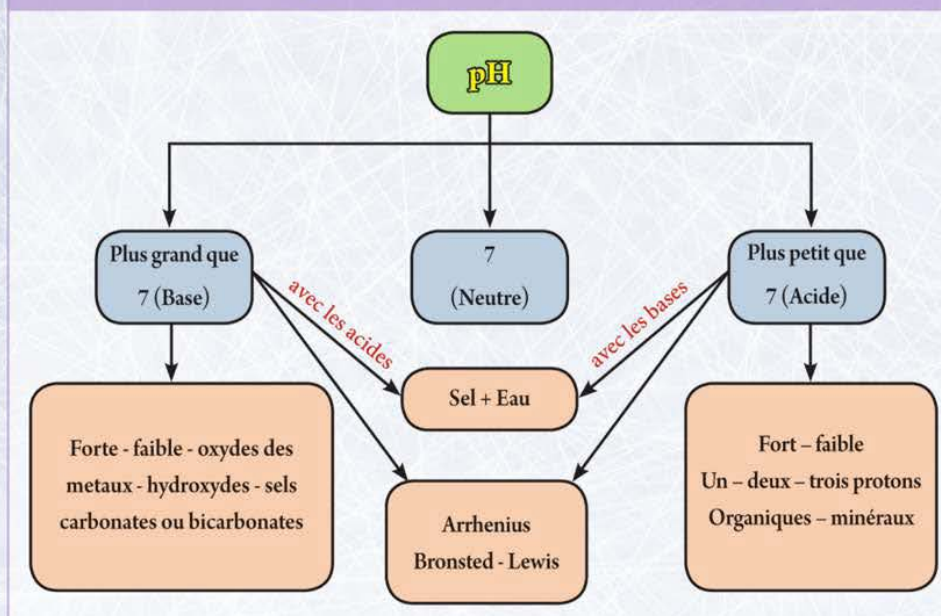 pH
Plus grand que
7 (Base)
7
(Neutre)
Plus petit que
7 (Acide)
avec les acides
avec les bases
Sel + Eau
Forte - faible - oxydes des
metaux - hydroxydes - sels
carbonates ou bicarbonates
Arrhenius
Bronsted - Lewis
Fort – faible
Un – deux – trois protons
Organiques – minéraux